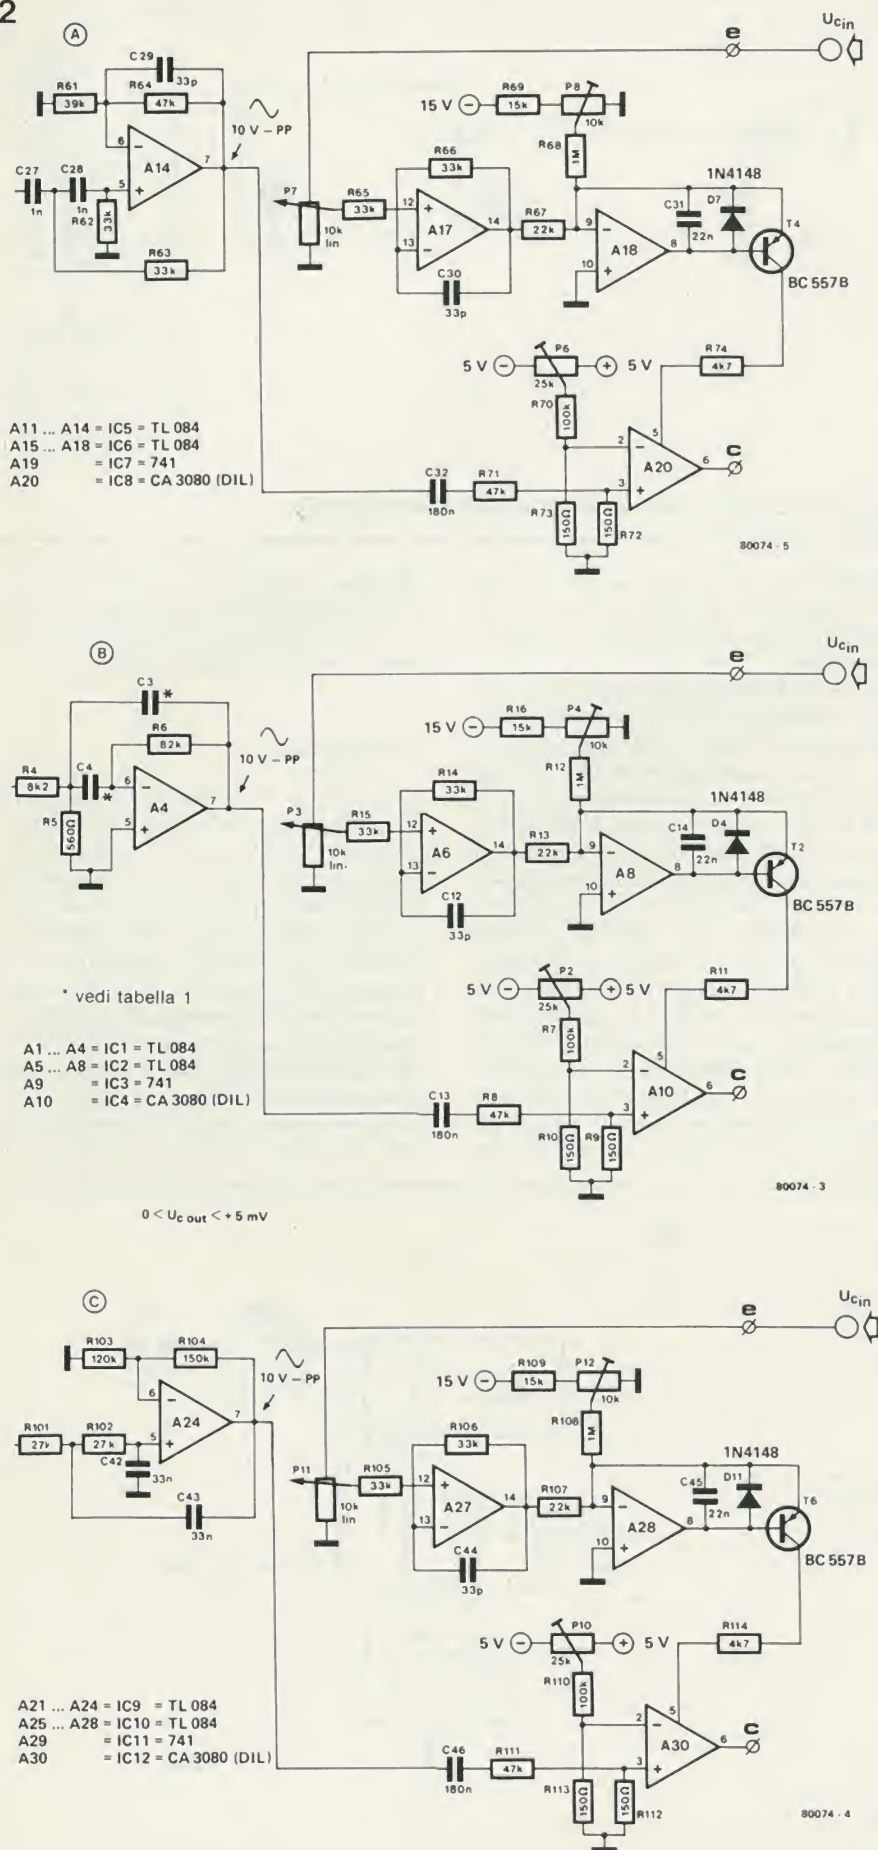 2
A
e
Ucin
C29
33p
R61
39k
R64
47k
10 V – PP
6
5
7
A14
C27
1n
C28
1n
R62
33k
R63
33k
15 V
R69
15k
P8
10k
R68
1M
P7
10k
lin
R65
33k
R66
33k
12
13
14
A17
C30
33p
R67
22k
9
10
8
A18
C31
22n
1N4148
D7
T4
BC 557B
5 V
P6
25k
5 V
R74
4k7
R70
100k
2
3
5
6
A20
c
C32
180n
R71
47k
R73
150Ω
150Ω
R72
A11 ... A14 = IC5 = TL 084
A15 ... A18 = IC6 = TL 084
A19 = IC7 = 741
A20 = IC8 = CA 3080 (DIL)
80074 - 5
B
e
Ucin
C3
*
R6
82k
10 V – PP
R4
8k2
C4
*
R5
560Ω
6
5
7
A4
15 V
R16
15k
P4
10k
R12
1M
P3
10k
lin.
R15
33k
R14
33k
12
13
14
A6
C12
33p
R13
22k
9
10
8
A8
C14
22n
1N4148
D4
T2
BC 557B
* vedi tabella 1
5 V
P2
25k
5 V
R11
4k7
R7
100k
2
3
5
6
A10
c
C13
180n
R8
47k
R10
150Ω
R9
150Ω
A1 ... A4 = IC1 = TL 084
A5 ... A8 = IC2 = TL 084
A9 = IC3 = 741
A10 = IC4 = CA 3080 (DIL)
80074 - 3
0 < Uc out < + 5 mV
C
e
Ucin
R103
120k
R104
150k
10 V – PP
R101
27k
R102
27k
C42
33n
C43
33n
6
5
7
A24
15 V
R109
15k
P12
10k
R108
1M
P11
10k
lin
R105
33k
R106
33k
12
13
14
A27
C44
33p
R107
22k
9
10
8
A28
C45
22n
1N4148
D11
T6
BC 557B
5 V
P10
25k
5 V
R114
4k7
R110
100k
2
3
5
6
A30
c
C46
180n
R111
47k
R113
150Ω
150Ω
R112
A21 ... A24 = IC9 = TL 084
A25 ... A28 = IC10 = TL 084
A29 = IC11 = 741
A30 = IC12 = CA 3080 (DIL)
80074 - 4